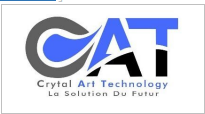 CAT
Crytal Art Technology
La Solution Du Futur